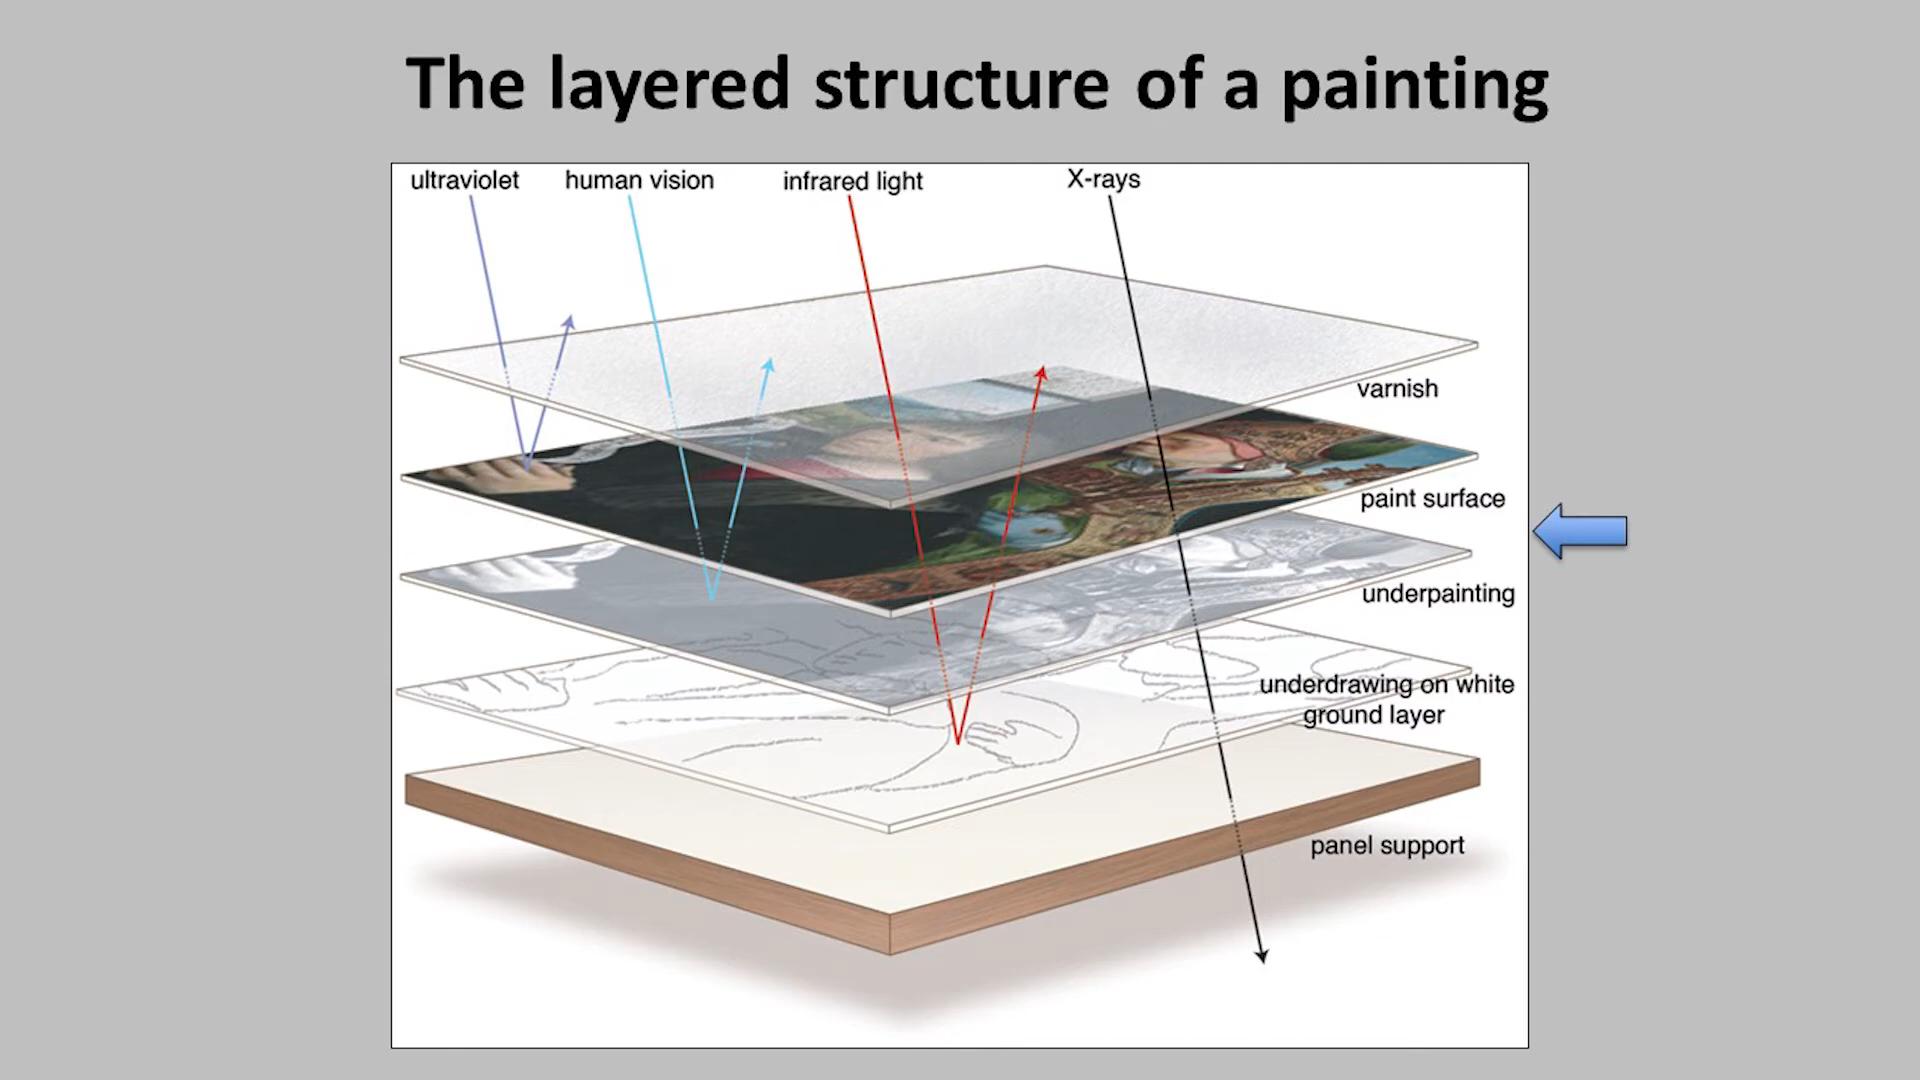 The layered structure of a painting
ultraviolet
human vision
infrared light
X-rays
varnish
paint surface
underpainting
underdrawing on white
ground layer
panel support